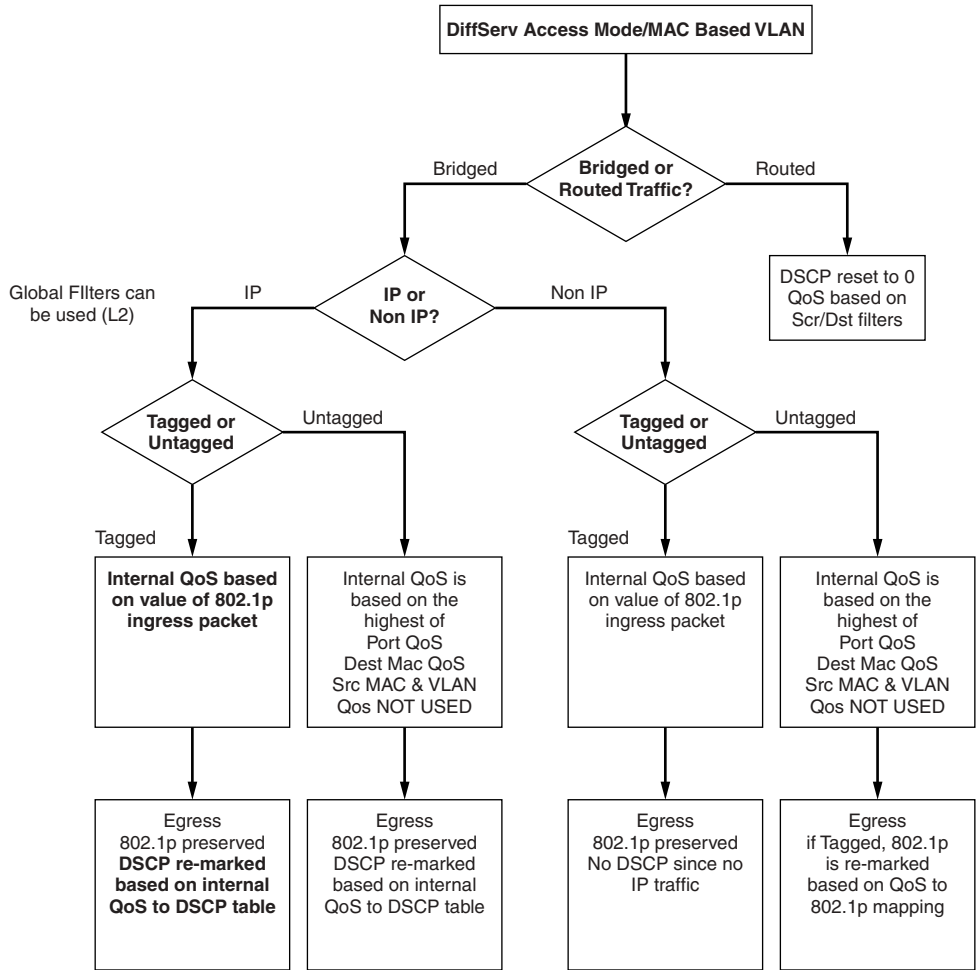 DiffServ Access Mode/MAC Based VLAN
Bridged
Bridged or
Routed Traffic?
Routed
DSCP reset to 0
QoS based on
Scr/Dst filters
Global FIlters can
be used (L2)
IP
IP or
Non IP?
Non IP
Tagged or
Untagged
Untagged
Tagged or
Untagged
Untagged
Tagged
Internal QoS based
on value of 802.1p
ingress packet
Internal QoS is
based on the
highest of
Port QoS
Dest Mac QoS
Src MAC & VLAN
Qos NOT USED
Tagged
Internal QoS based
on value of 802.1p
ingress packet
Internal QoS is
based on the
highest of
Port QoS
Dest Mac QoS
Src MAC & VLAN
Qos NOT USED
Egress
802.1p preserved
DSCP re-marked
based on internal
QoS to DSCP table
Egress
802.1p preserved
DSCP re-marked
based on internal
QoS to DSCP table
Egress
802.1p preserved
No DSCP since no
IP traffic
Egress
if Tagged, 802.1p
is re-marked
based on QoS to
802.1p mapping